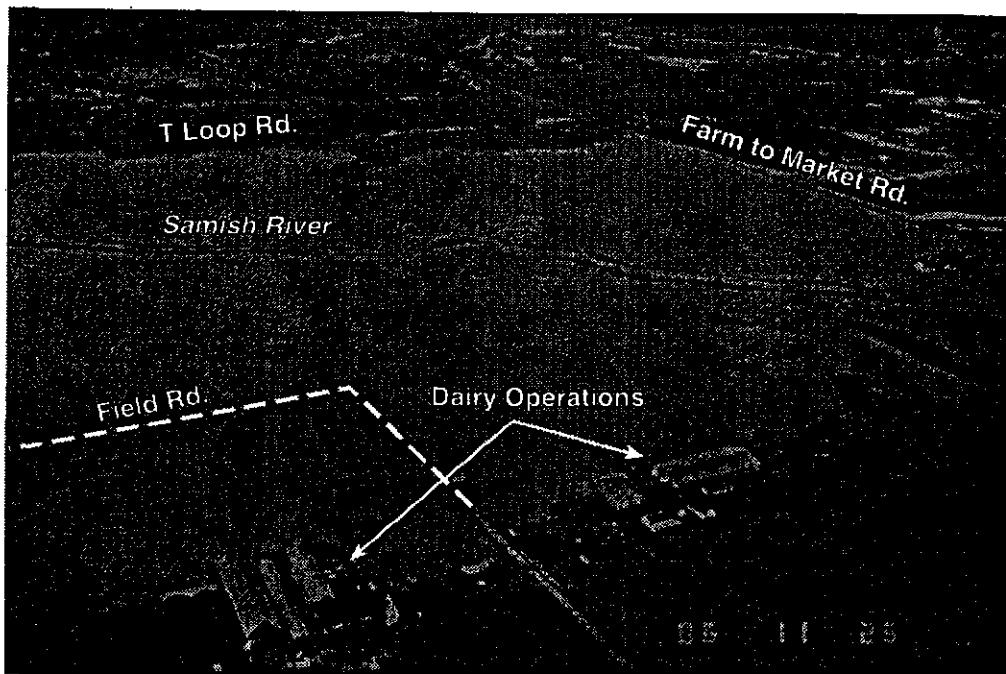 T Loop Rd.
Farm to Market Rd.
Samish River
Field Rd.
Dairy Operations
05 11 25